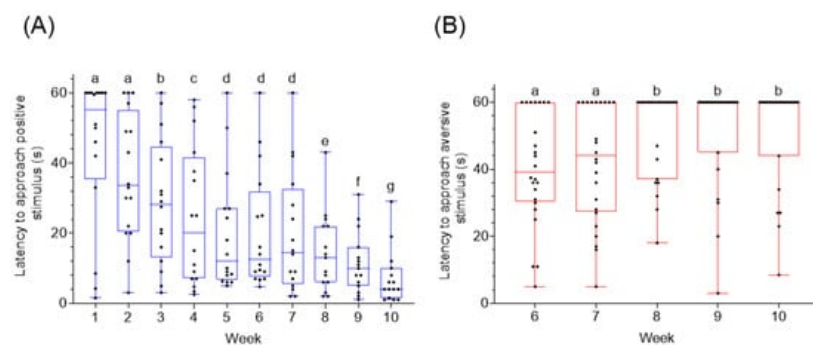 (A)
a a b c d d d e f g
60
40
20
0
1 2 3 4 5 6 7 8 9 10
Week
Latency to approach positive
stimulus (s)
(B)
a a b b b
60
40
20
0
6 7 8 9 10
Week
Latency to approach aversive
stimulus (s)